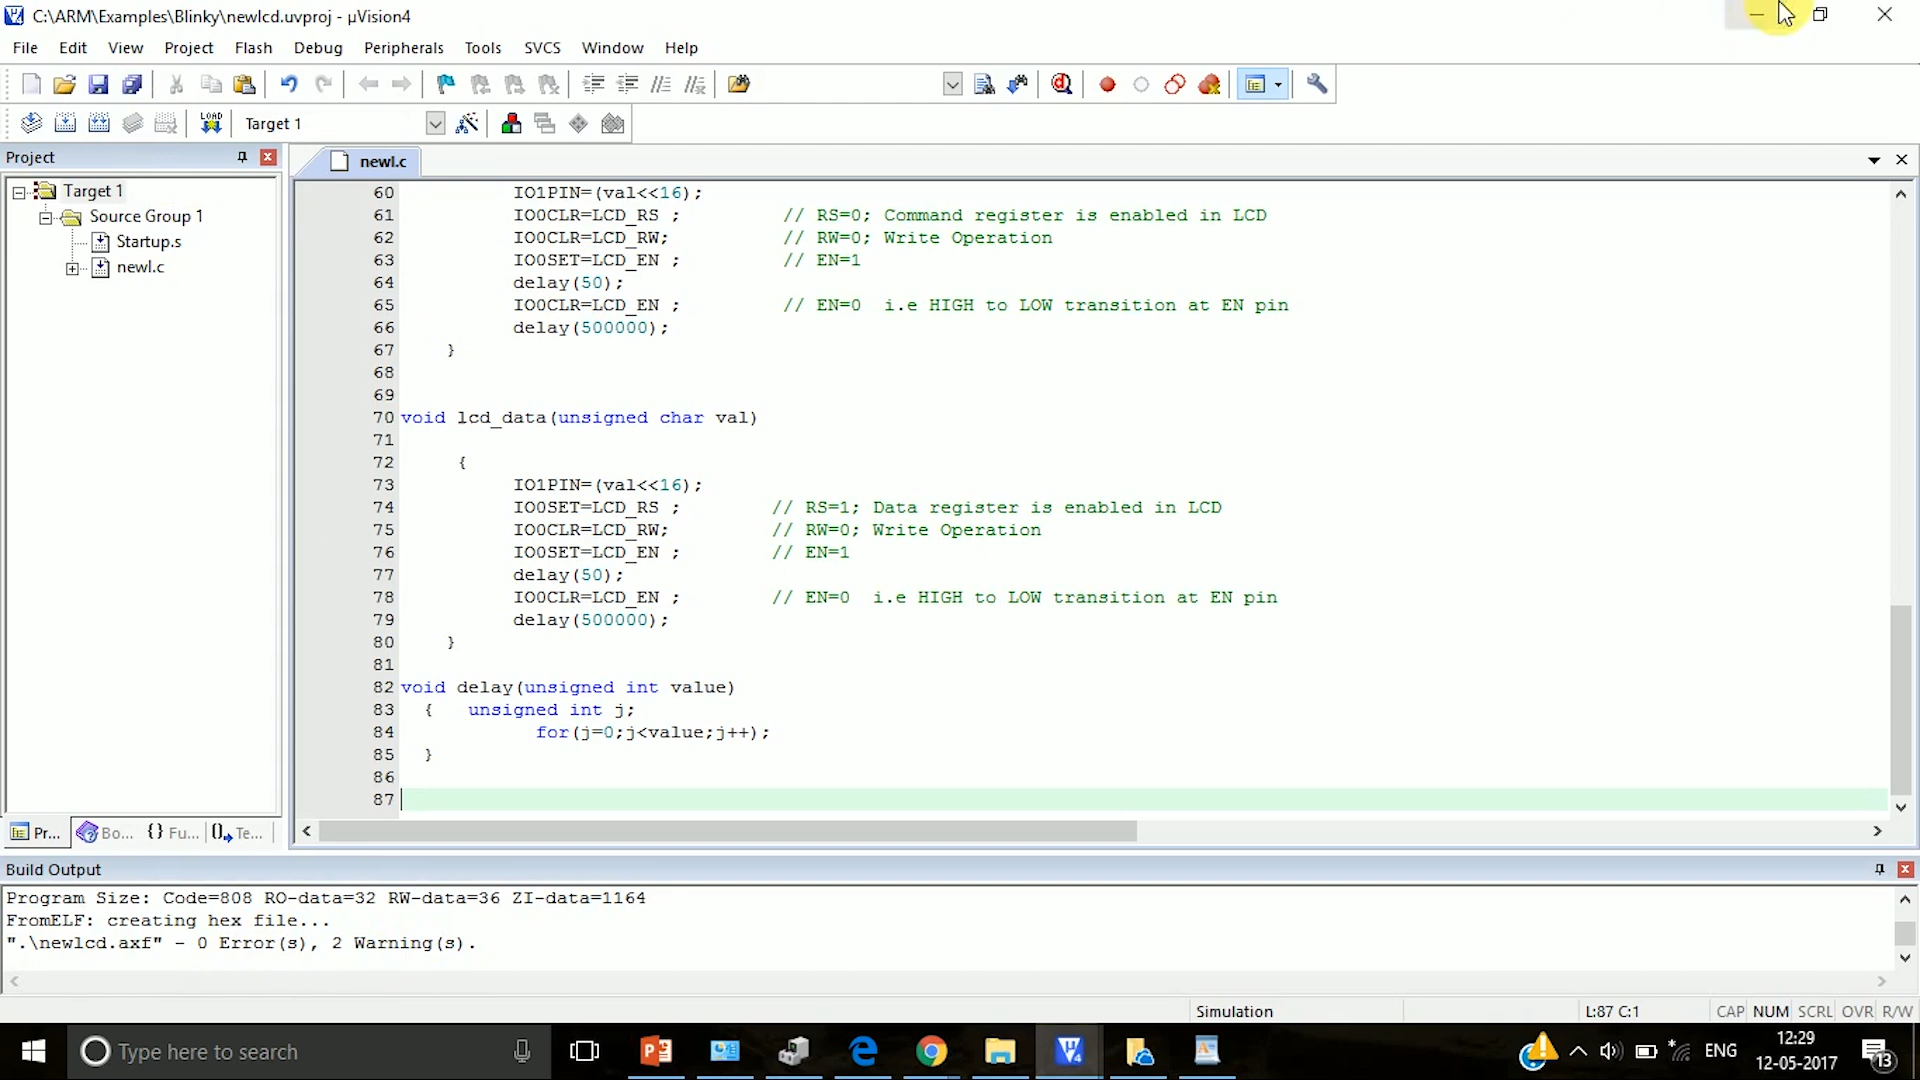 C:\ARM\Examples\Blinky\newlcd.uvproj - µVision4
File Edit View Project Flash Debug Peripherals Tools SVCS Window Help
LOAD Target 1
Project
newl.c
Target 1
Source Group 1
Startup.s
newl.c
60 IO1PIN=(val<<16);
61 IO0CLR=LCD_RS ; // RS=0; Command register is enabled in LCD
62 IO0CLR=LCD_RW; // RW=0; Write Operation
63 IO0SET=LCD_EN ; // EN=1
64 delay(50);
65 IO0CLR=LCD_EN ; // EN=0 i.e HIGH to LOW transition at EN pin
66 delay(500000);
67 }
68
69
70 void lcd_data(unsigned char val)
71
72 {
73 IO1PIN=(val<<16);
74 IO0SET=LCD_RS ; // RS=1; Data register is enabled in LCD
75 IO0CLR=LCD_RW; // RW=0; Write Operation
76 IO0SET=LCD_EN ; // EN=1
77 delay(50);
78 IO0CLR=LCD_EN ; // EN=0 i.e HIGH to LOW transition at EN pin
79 delay(500000);
80 }
81
82 void delay(unsigned int value)
83 { unsigned int j;
84 for(j=0;j<value;j++);
85 }
86
87
Pr... Bo... {} Fu... 0 Te...
Build Output
Program Size: Code=808 RO-data=32 RW-data=36 ZI-data=1164
FromELF: creating hex file...
".\newlcd.axf" - 0 Error(s), 2 Warning(s).
Simulation L:87 C:1 CAP NUM SCRL OVR R/W
Type here to search
ENG
12:29
12-05-2017
13